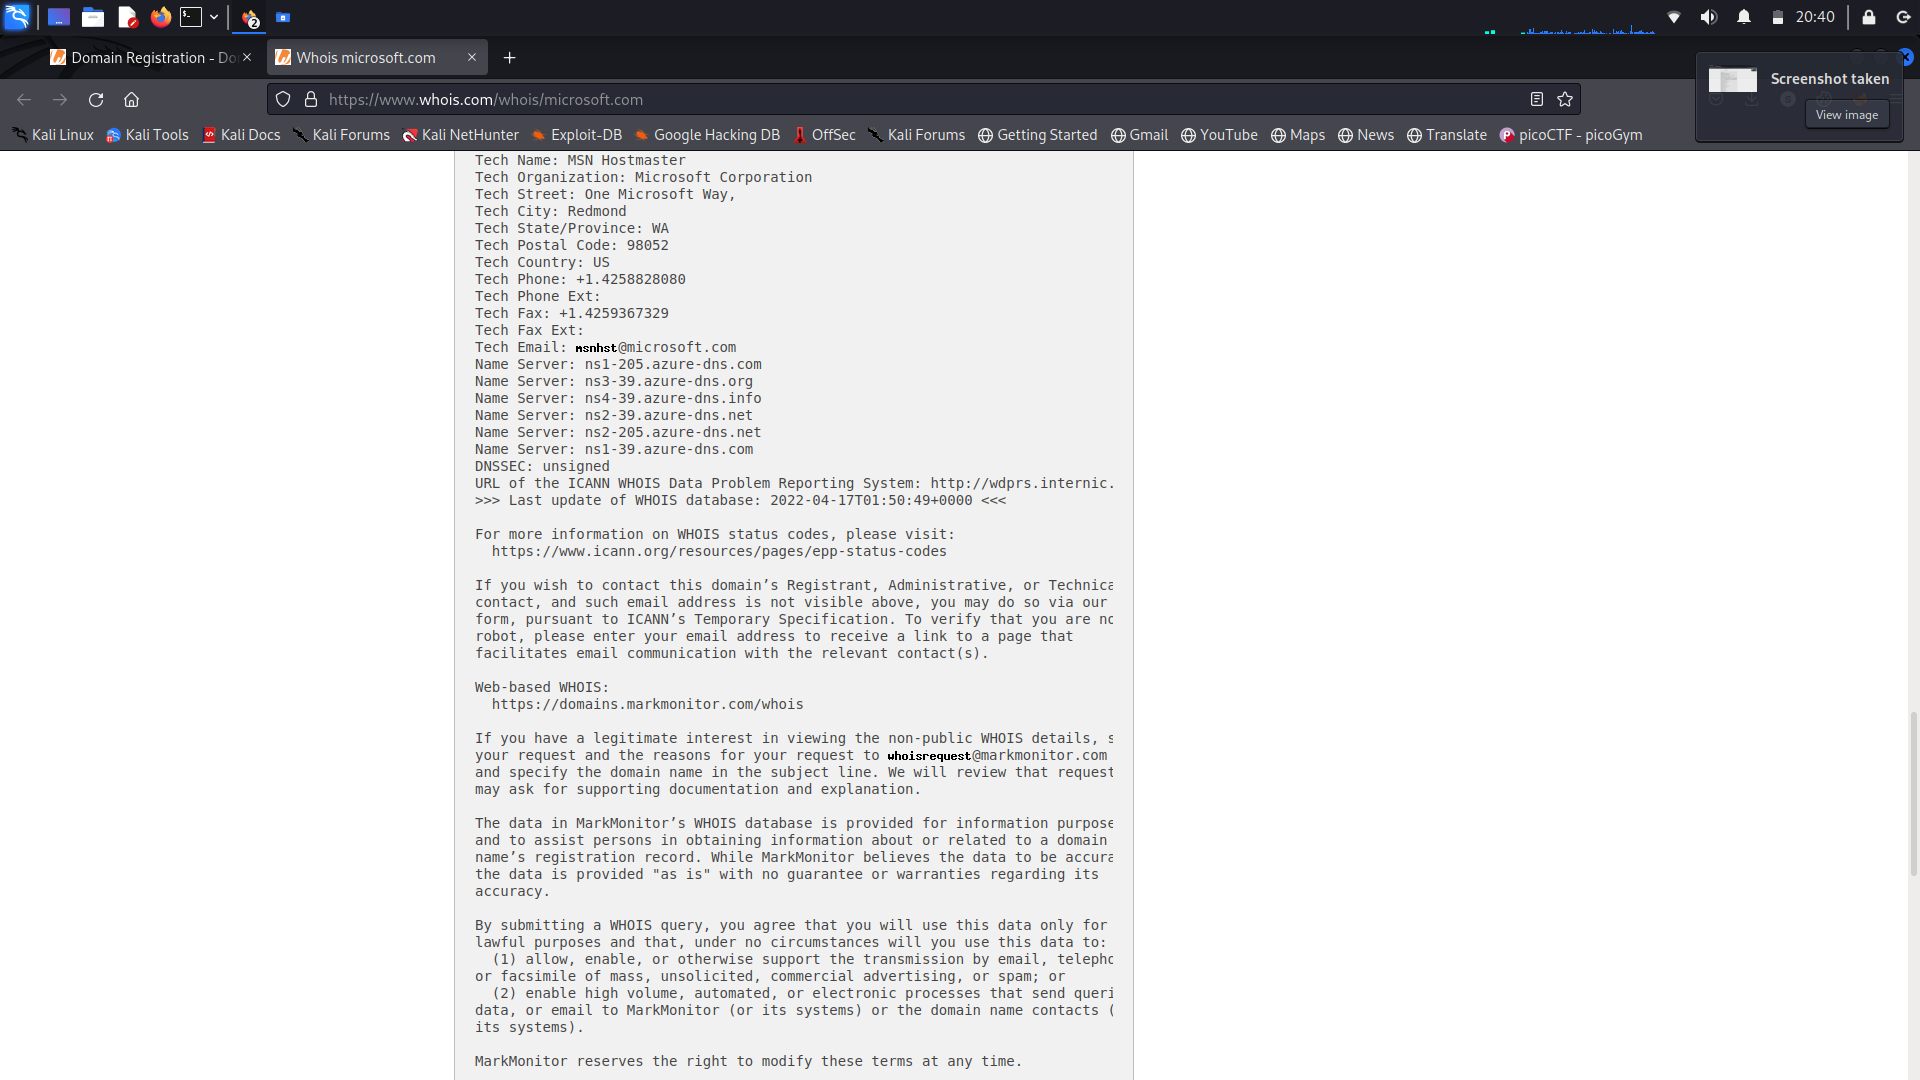 20:40
Domain Registration - Do
Whois microsoft.com
Screenshot taken
View image
https://www.whois.com/whois/microsoft.com
Kali Linux Kali Tools Kali Docs Kali Forums Kali NetHunter Exploit-DB Google Hacking DB OffSec Kali Forums Getting Started Gmail YouTube Maps News Translate picoCTF - picoGym
Tech Name: MSN Hostmaster
Tech Organization: Microsoft Corporation
Tech Street: One Microsoft Way,
Tech City: Redmond
Tech State/Province: WA
Tech Postal Code: 98052
Tech Country: US
Tech Phone: +1.4258828080
Tech Phone Ext:
Tech Fax: +1.4259367329
Tech Fax Ext:
Tech Email: msnhst@microsoft.com
Name Server: ns1-205.azure-dns.com
Name Server: ns3-39.azure-dns.org
Name Server: ns4-39.azure-dns.info
Name Server: ns2-39.azure-dns.net
Name Server: ns2-205.azure-dns.net
Name Server: ns1-39.azure-dns.com
DNSSEC: unsigned
URL of the ICANN WHOIS Data Problem Reporting System: http://wdprs.internic.
>>> Last update of WHOIS database: 2022-04-17T01:50:49+0000 <<<
For more information on WHOIS status codes, please visit:
https://www.icann.org/resources/pages/epp-status-codes
If you wish to contact this domain’s Registrant, Administrative, or Technica
contact, and such email address is not visible above, you may do so via our
form, pursuant to ICANN’s Temporary Specification. To verify that you are no
robot, please enter your email address to receive a link to a page that
facilitates email communication with the relevant contact(s).
Web-based WHOIS:
https://domains.markmonitor.com/whois
If you have a legitimate interest in viewing the non-public WHOIS details, s
your request and the reasons for your request to whoisrequest@markmonitor.com
and specify the domain name in the subject line. We will review that request
may ask for supporting documentation and explanation.
The data in MarkMonitor’s WHOIS database is provided for information purpose
and to assist persons in obtaining information about or related to a domain
name’s registration record. While MarkMonitor believes the data to be accura
the data is provided "as is" with no guarantee or warranties regarding its
accuracy.
By submitting a WHOIS query, you agree that you will use this data only for
lawful purposes and that, under no circumstances will you use this data to:
(1) allow, enable, or otherwise support the transmission by email, telepho
or facsimile of mass, unsolicited, commercial advertising, or spam; or
(2) enable high volume, automated, or electronic processes that send queri
data, or email to MarkMonitor (or its systems) or the domain name contacts (
its systems).
MarkMonitor reserves the right to modify these terms at any time.